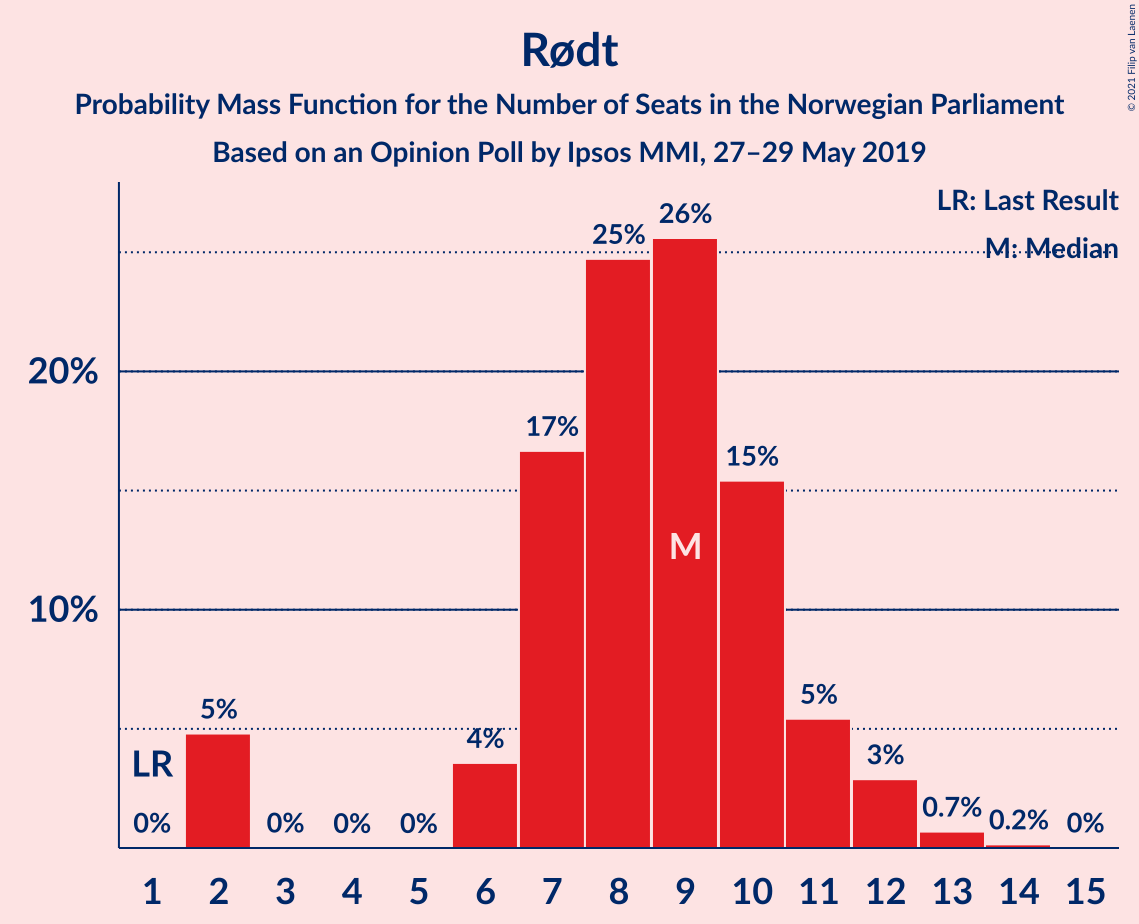 Rødt
Probability Mass Function for the Number of Seats in the Norwegian Parliament
Based on an Opinion Poll by Ipsos MMI, 27–29 May 2019
© 2021 Filip van Laenen
LR: Last Result
M: Median
20%
10%
LR
M
0%
5%
0%
0%
0%
4%
17%
25%
26%
15%
5%
3%
0.7%
0.2%
0%
1 2 3 4 5 6 7 8 9 10 11 12 13 14 15